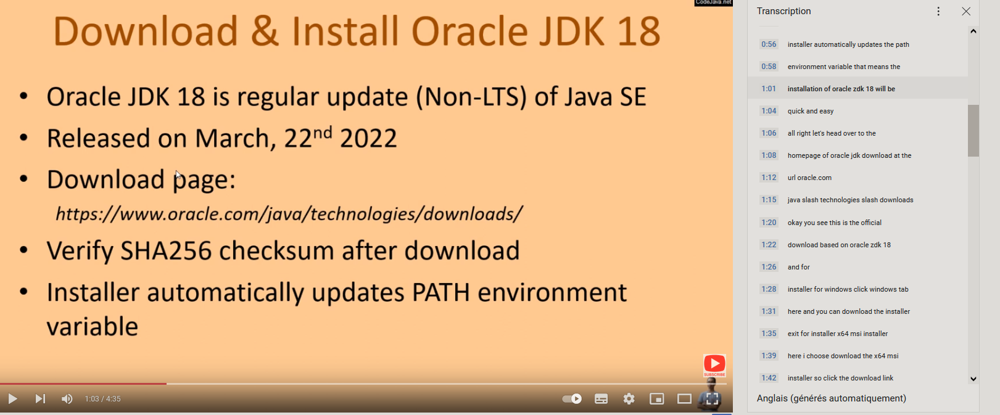 CodeJava.net
Download & Install Oracle JDK 18
• Oracle JDK 18 is regular update (Non-LTS) of Java SE
• Released on March, 22nd 2022
• Download page:
https://www.oracle.com/java/technologies/downloads/
• Verify SHA256 checksum after download
• Installer automatically updates PATH environment
variable
SUBSCRIBE
1:03 / 4:35
Transcription
0:56 installer automatically updates the path
0:58 environment variable that means the
1:01 installation of oracle zdk 18 will be
1:04 quick and easy
1:06 all right let's head over to the
1:08 homepage of oracle jdk download at the
1:12 url oracle.com
1:15 java slash technologies slash downloads
1:20 okay you see this is the official
1:22 download based on oracle zdk 18
1:26 and for
1:28 installer for windows click windows tab
1:31 here and you can download the installer
1:35 exit for installer x64 msi installer
1:39 here i choose download the x64 msi
1:42 installer so click the download link
Anglais (générés automatiquement)